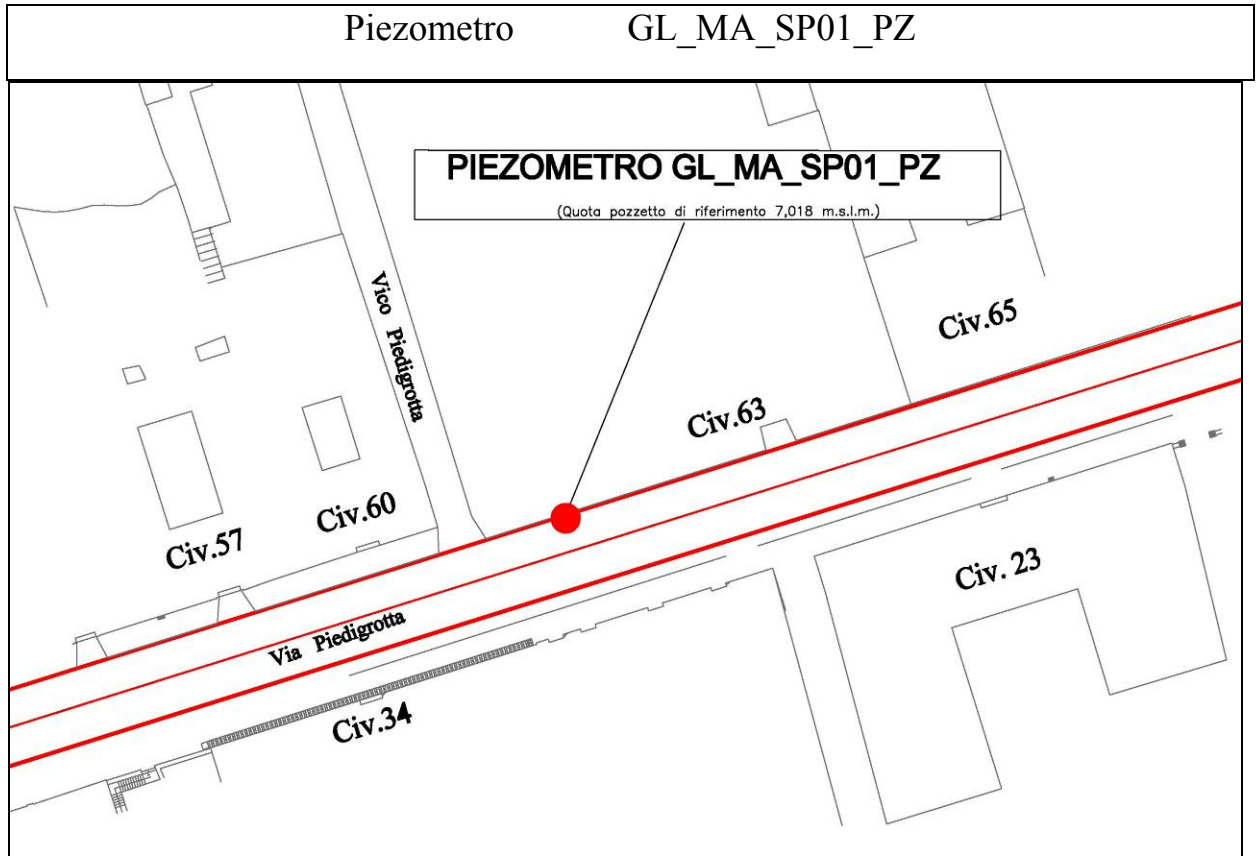 Piezometro GL_MA_SP01_PZ
PIEZOMETRO GL_MA_SP01_PZ
(Quota pozzetto di riferimento 7,018 m.s.l.m.)
Vico Piedigrotta
Civ.65
Civ.63
Civ.60
Civ.57
Civ. 23
Via Piedigrotta
Civ.34